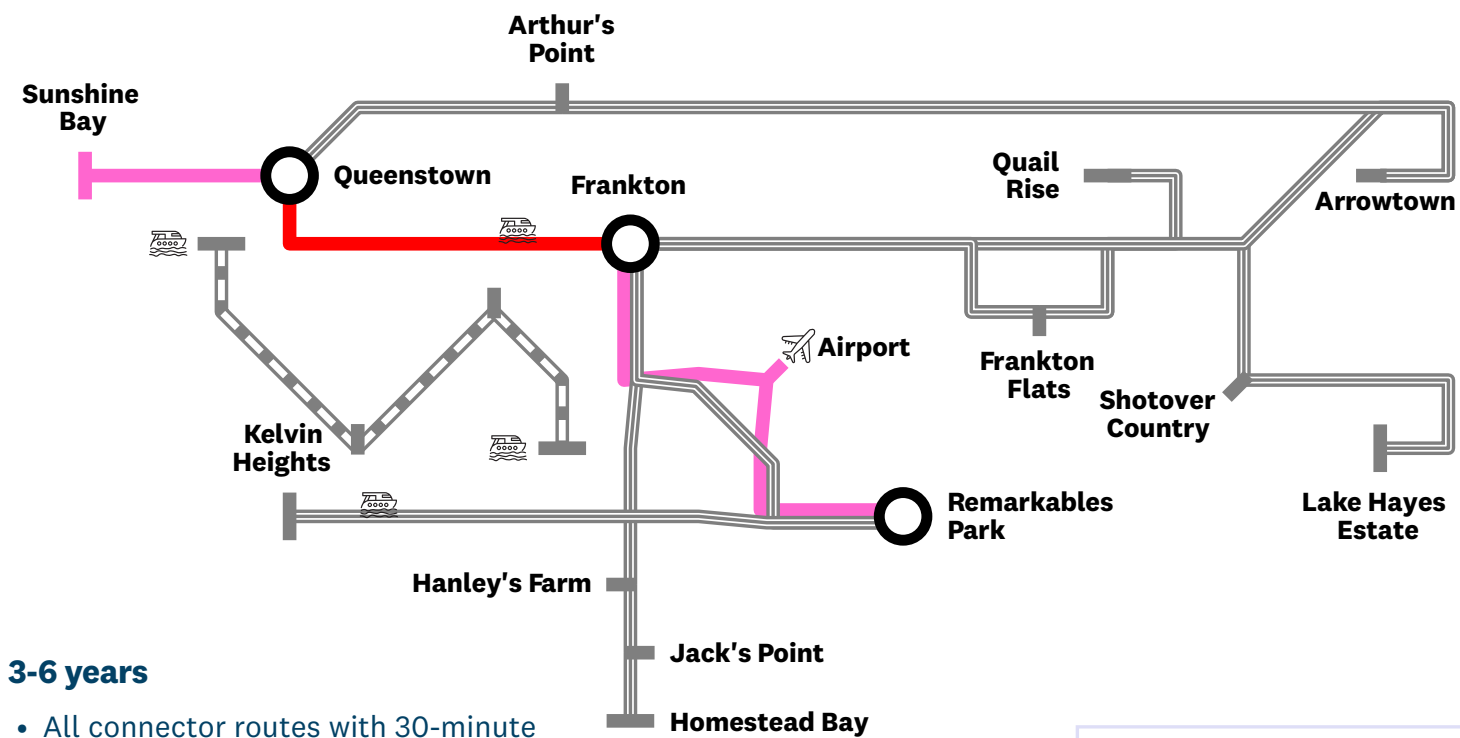 Arthur's
Point
Sunshine
Bay
Queenstown
Frankton
Quail
Rise
Arrowtown
Airport
Frankton
Flats
Shotover
Country
Kelvin
Heights
Remarkables
Park
Lake Hayes
Estate
Hanley's Farm
Jack's Point
Homestead Bay
3-6 years
• All connector routes with 30-minute